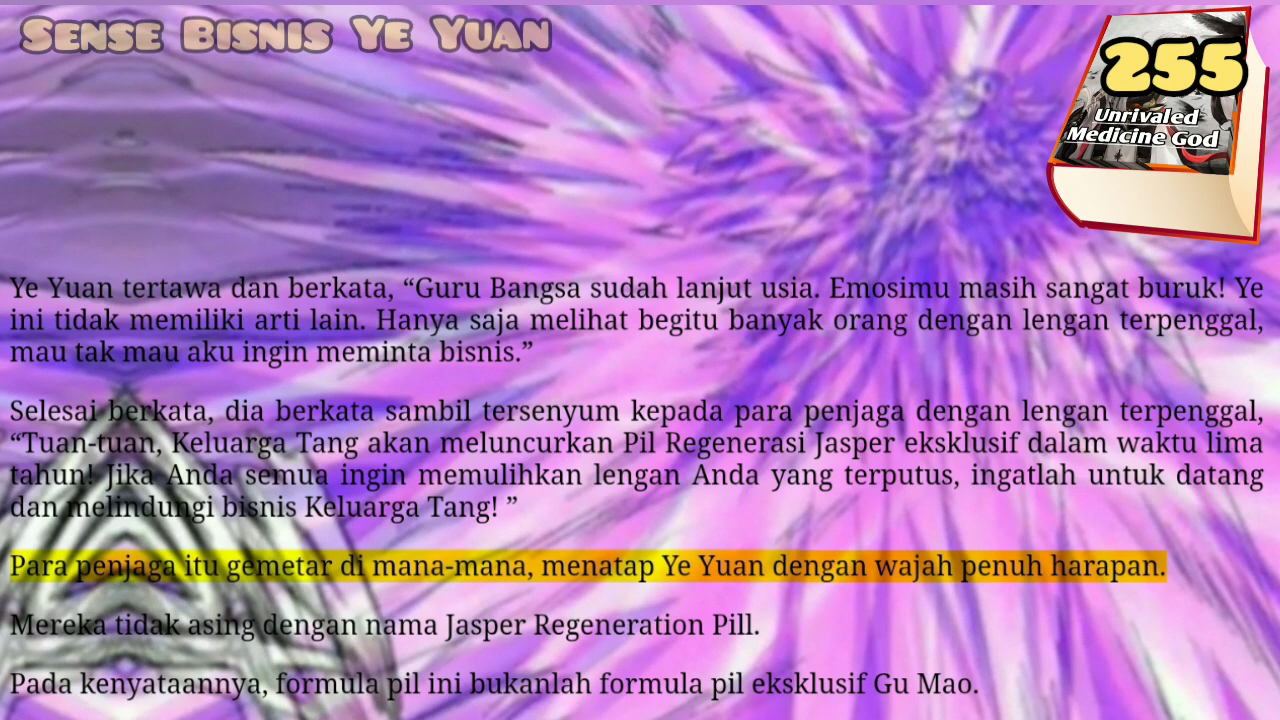 Sense Bisnis Ye Yuan
255
Unrivaled
Medicine God
Ye Yuan tertawa dan berkata, “Guru Bangsa sudah lanjut usia. Emosimu masih sangat buruk! Ye
ini tidak memiliki arti lain. Hanya saja melihat begitu banyak orang dengan lengan terpenggal,
mau tak mau aku ingin meminta bisnis.”
Selesai berkata, dia berkata sambil tersenyum kepada para penjaga dengan lengan terpenggal,
“Tuan-tuan, Keluarga Tang akan meluncurkan Pil Regenerasi Jasper eksklusif dalam waktu lima
tahun! Jika Anda semua ingin memulihkan lengan Anda yang terputus, ingatlah untuk datang
dan melindungi bisnis Keluarga Tang! ”
Para penjaga itu gemetar di mana-mana, menatap Ye Yuan dengan wajah penuh harapan.
Mereka tidak asing dengan nama Jasper Regeneration Pill.
Pada kenyataannya, formula pil ini bukanlah formula pil eksklusif Gu Mao.